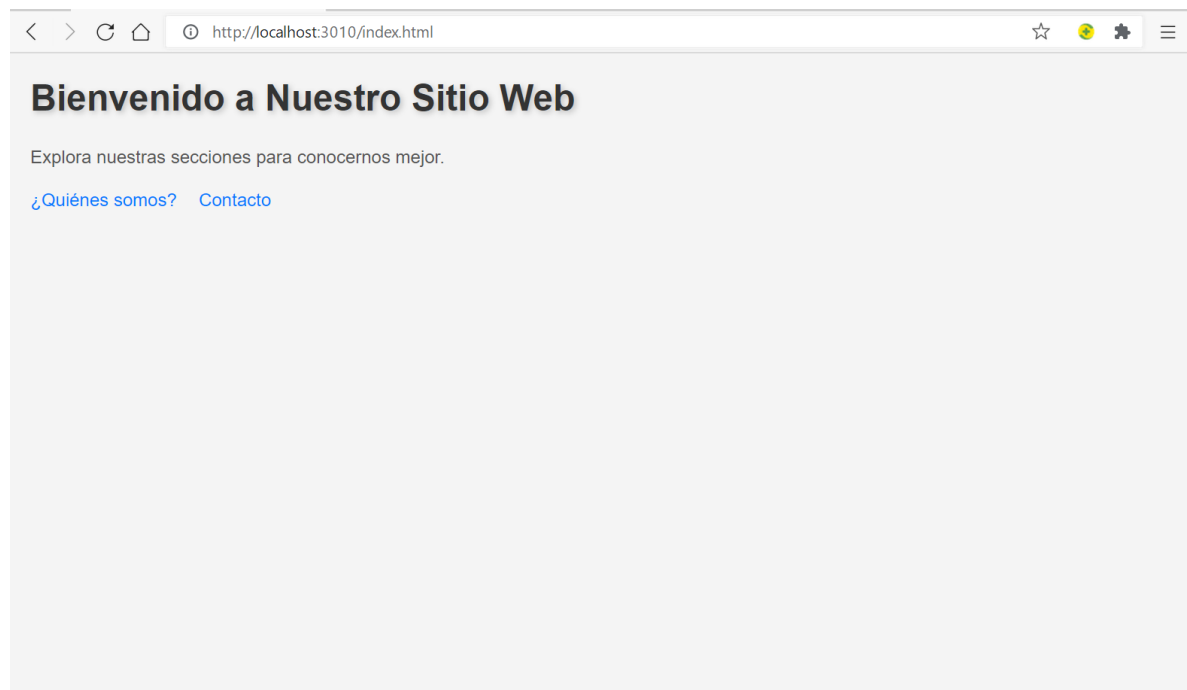 http://localhost:3010/index.html
Bienvenido a Nuestro Sitio Web
Explora nuestras secciones para conocernos mejor.
¿Quiénes somos? Contacto